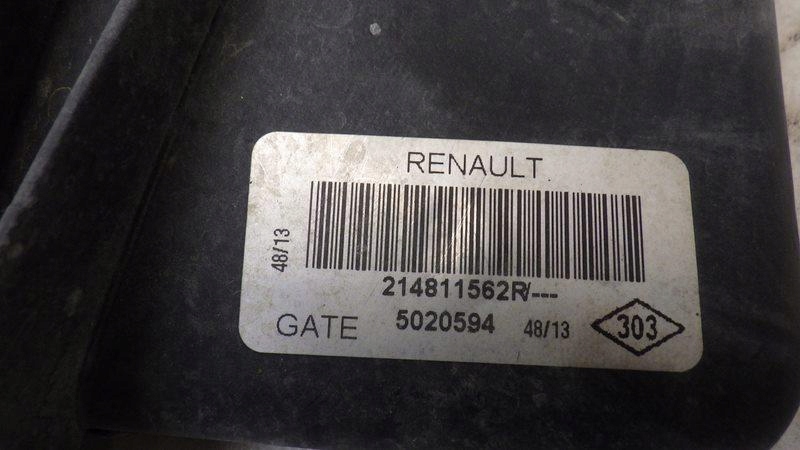 RENAULT
48/13
214811562R/---
GATE 5020594 48/13 303